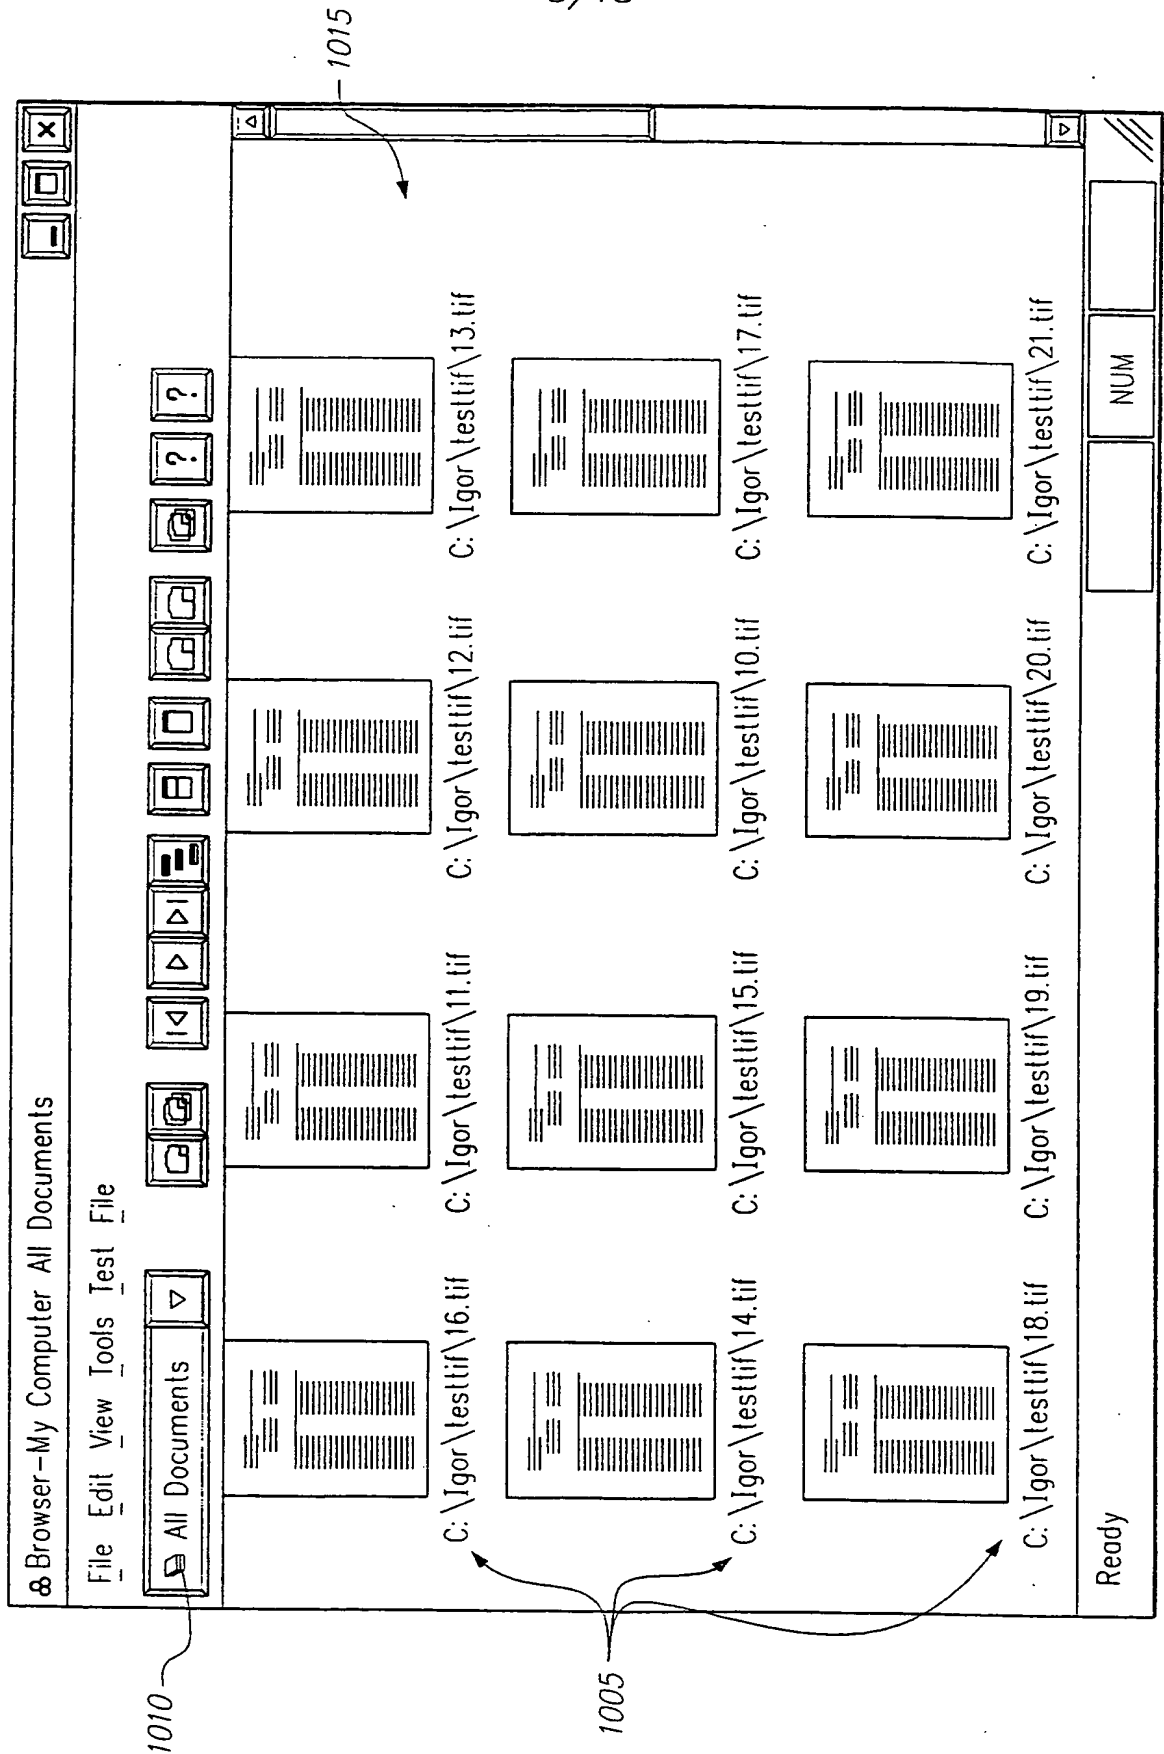 1015
Browser-My Computer All Documents
File Edit View Tools Test File
All Documents
? ?
C:\Igor\testtif\16.tif C:\Igor\testtif\11.tif C:\Igor\testtif\12.tif C:\Igor\testtif\13.tif
C:\Igor\testtif\14.tif C:\Igor\testtif\15.tif C:\Igor\testtif\10.tif C:\Igor\testtif\17.tif
C:\Igor\testtif\18.tif C:\Igor\testtif\19.tif C:\Igor\testtif\20.tif C:\Igor\testtif\21.tif
Ready NUM
1010
1005